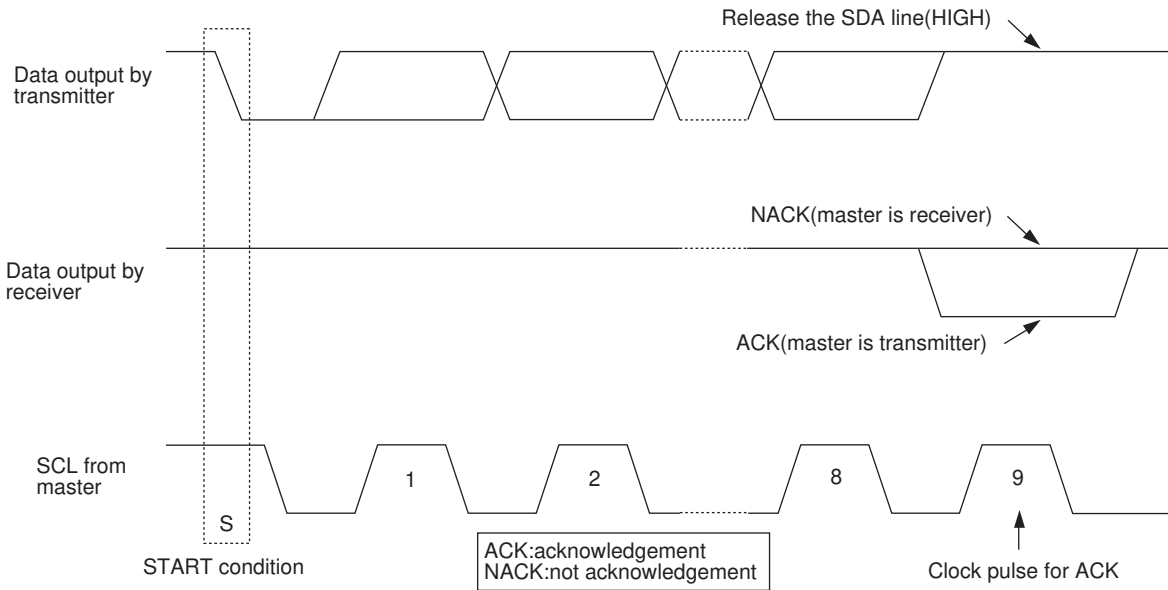 Release the SDA line(HIGH)
Data output by
transmitter
NACK(master is receiver)
Data output by
receiver
ACK(master is transmitter)
SCL from
master
1
2
8
9
S
START condition
ACK:acknowledgement
NACK:not acknowledgement
Clock pulse for ACK